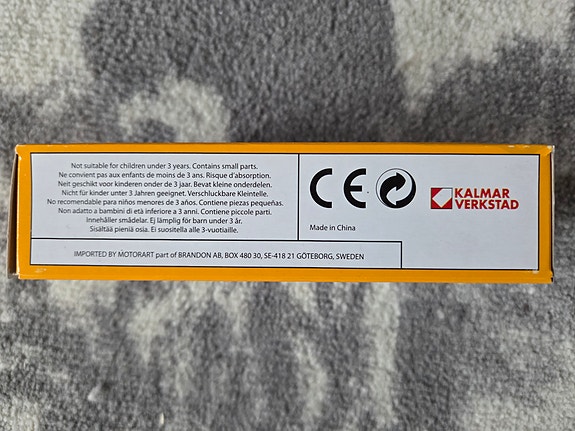 Not suitable for children under 3 years. Contains small parts.
Ne convient pas aux enfants de moins de 3 ans. Risque d'absorption.
Neit geschikt voor kinderen onder de 3 jaar. Bevat kleine onderdelen.
Nicht für kinder unter 3 Jahren geeignet. Verschluckbare Kleintelle.
No recomendable para niños menores de 3 años. Contiene piezas pequeñas.
Non adatto a bambini di età inferiore a 3 anni. Contiene piccole parti.
Innehåller smådelar. Ej lämplig för barn under 3 år.
Sisältää pieniä osia. Ei suositella alle 3-vuotiaille.
CE
Made in China
KALMAR
VERKSTAD
IMPORTED BY MOTORART part of BRANDON AB, BOX 480 30, SE-418 21 GÖTEBORG, SWEDEN